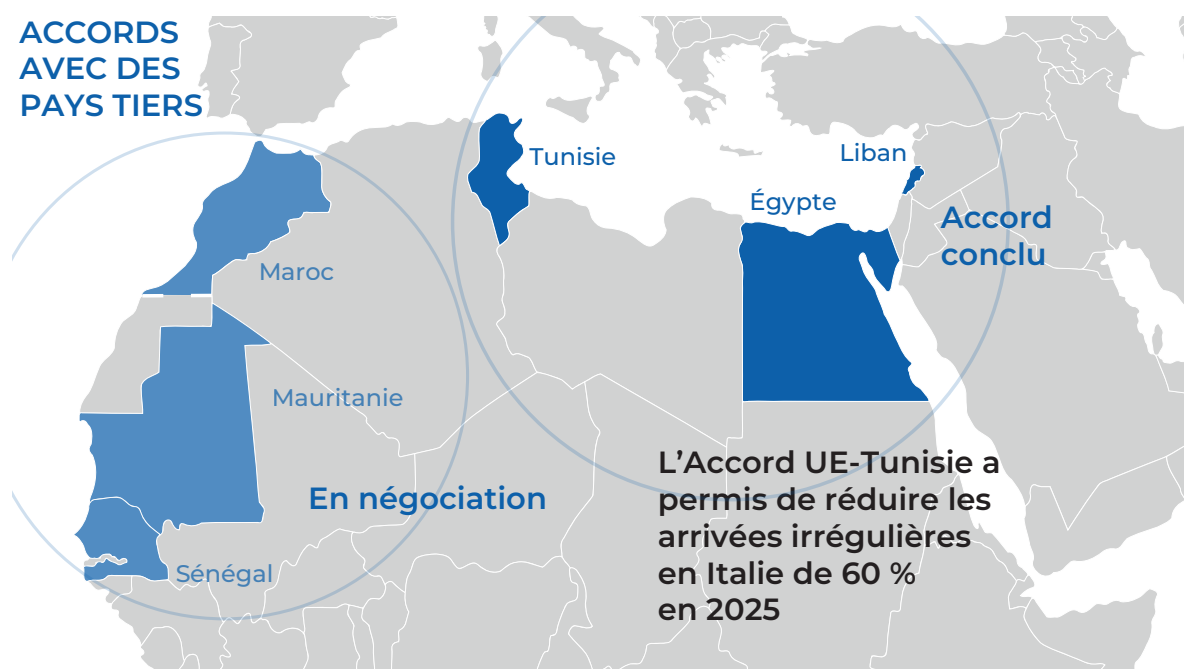 ACCORDS
AVEC DES
PAYS TIERS
Tunisie
Liban
Égypte
Accord
conclu
Maroc
Mauritanie
En négociation
Sénégal
L’Accord UE-Tunisie a
permis de réduire les
arrivées irrégulières
en Italie de 60 %
en 2025